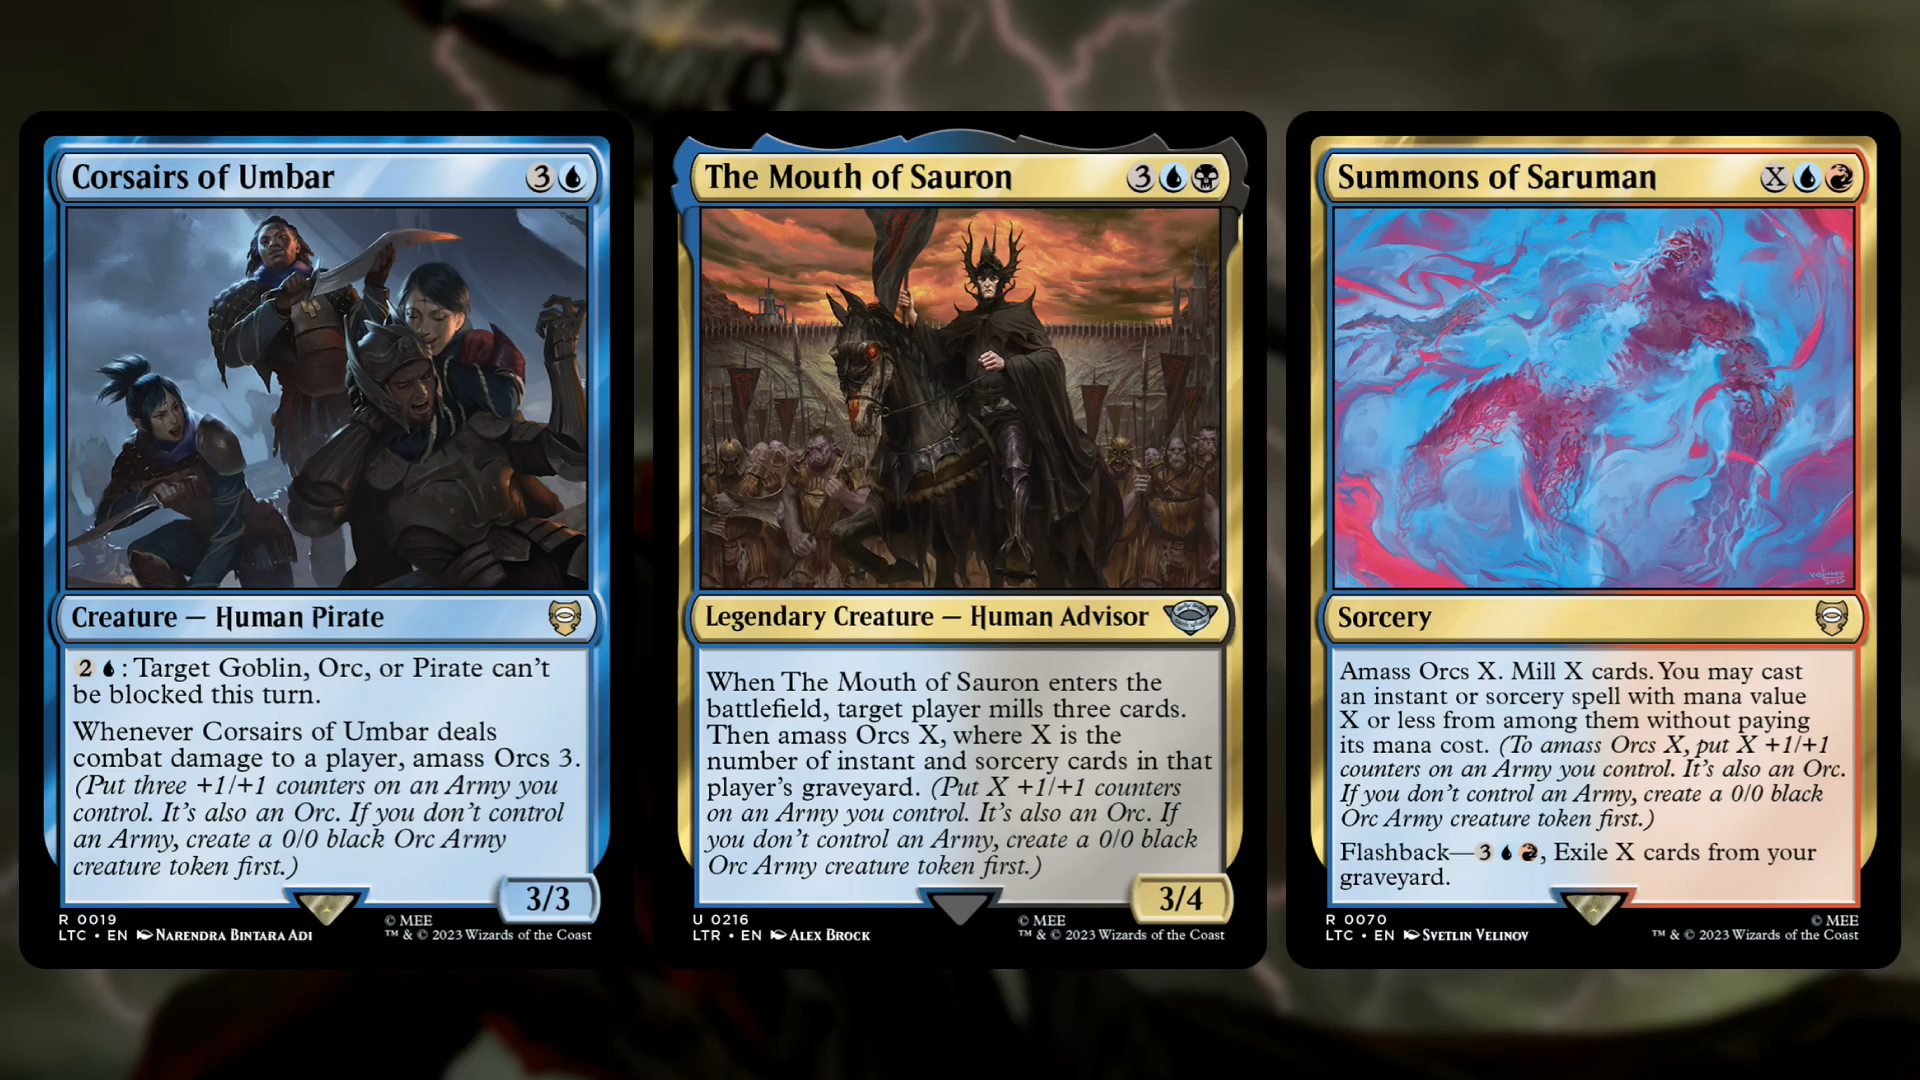 Corsairs of Umbar 3
Creature — Human Pirate
2 : Target Goblin, Orc, or Pirate can't
be blocked this turn.
Whenever Corsairs of Umbar deals
combat damage to a player, amass Orcs 3.
(Put three +1/+1 counters on an Army you
control. It's also an Orc. If you don't control
an Army, create a 0/0 black Orc Army
creature token first.)
3/3
R 0019
LTC • EN NARENDRA BINTARA ADI
© MEE
™ & © 2023 Wizards of the Coast
The Mouth of Sauron 3
Legendary Creature — Human Advisor
When The Mouth of Sauron enters the
battlefield, target player mills three cards.
Then amass Orcs X, where X is the
number of instant and sorcery cards in that
player's graveyard. (Put X +1/+1 counters
on an Army you control. It's also an Orc. If
you don't control an Army, create a 0/0 black
Orc Army creature token first.)
3/4
U 0216
LTR • EN ALEX BROCK
© MEE
™ & © 2023 Wizards of the Coast
Summons of Saruman X
Sorcery
Amass Orcs X. Mill X cards. You may cast
an instant or sorcery spell with mana value
X or less from among them without paying
its mana cost. (To amass Orcs X, put X +1/+1
counters on an Army you control. It's also an Orc.
If you don't control an Army, create a 0/0 black
Orc Army creature token first.)
Flashback—3 , Exile X cards from your
graveyard.
R 0070
LTC • EN SVETLIN VELINOV
© MEE
™ & © 2023 Wizards of the Coast